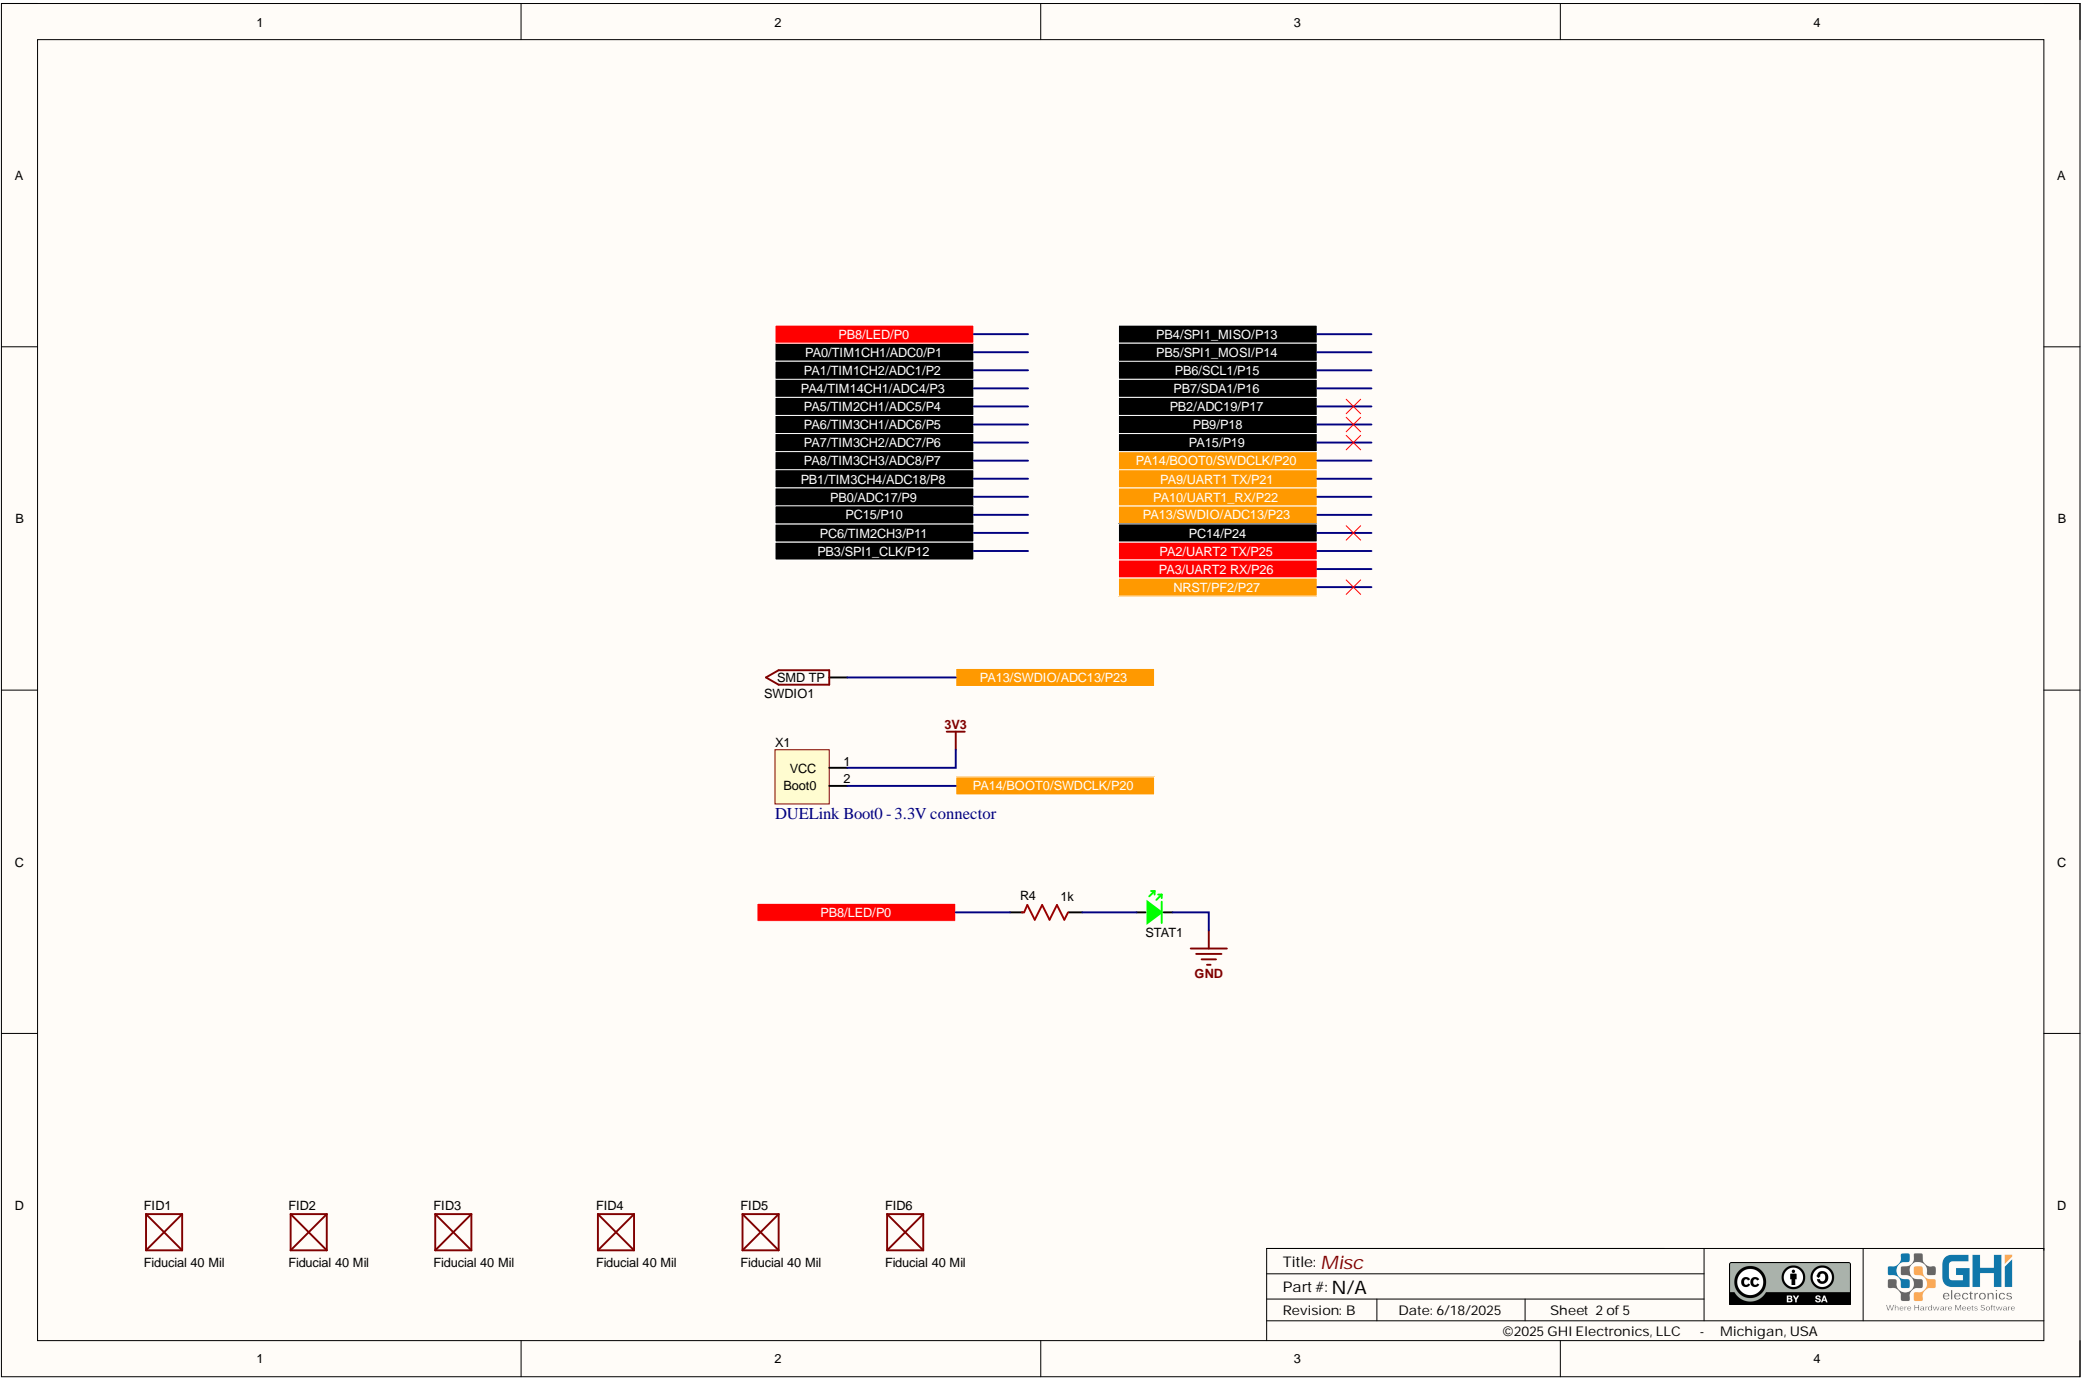 1 2 3 4
A A
PB8/LED/P0 PB4/SPI1_MISO/P13
PA0/TIM1CH1/ADC0/P1 PB5/SPI1_MOSI/P14
PA1/TIM1CH2/ADC1/P2 PB6/SCL1/P15
PA4/TIM14CH1/ADC4/P3 PB7/SDA1/P16
PA5/TIM2CH1/ADC5/P4 PB2/ADC19/P17
PA6/TIM3CH1/ADC6/P5 PB9/P18
PA7/TIM3CH2/ADC7/P6 PA15/P19
PA8/TIM3CH3/ADC8/P7 PA14/BOOT0/SWDCLK/P20
PB1/TIM3CH4/ADC18/P8 PA9/UART1 TX/P21
PB0/ADC17/P9 PA10/UART1_RX/P22
B PC15/P10 PA13/SWDIO/ADC13/P23 B
PC6/TIM2CH3/P11 PC14/P24
PB3/SPI1_CLK/P12 PA2/UART2 TX/P25
PA3/UART2 RX/P26
NRST/PF2/P27
SMD TP PA13/SWDIO/ADC13/P23
SWDIO1
3V3
X1
VCC 1
Boot0 2 PA14/BOOT0/SWDCLK/P20
DUELink Boot0 - 3.3V connector
C C
R4 1k
PB8/LED/P0
STAT1
GND
D D
FID1 FID2 FID3 FID4 FID5 FID6
Fiducial 40 Mil Fiducial 40 Mil Fiducial 40 Mil Fiducial 40 Mil Fiducial 40 Mil Fiducial 40 Mil
Title: Misc
Part #: N/A
Revision: B Date: 6/18/2025 Sheet 2 of 5
cc BY SA
GHI
electronics
Where Hardware Meets Software
©2025 GHI Electronics, LLC - Michigan, USA
1 2 3 4